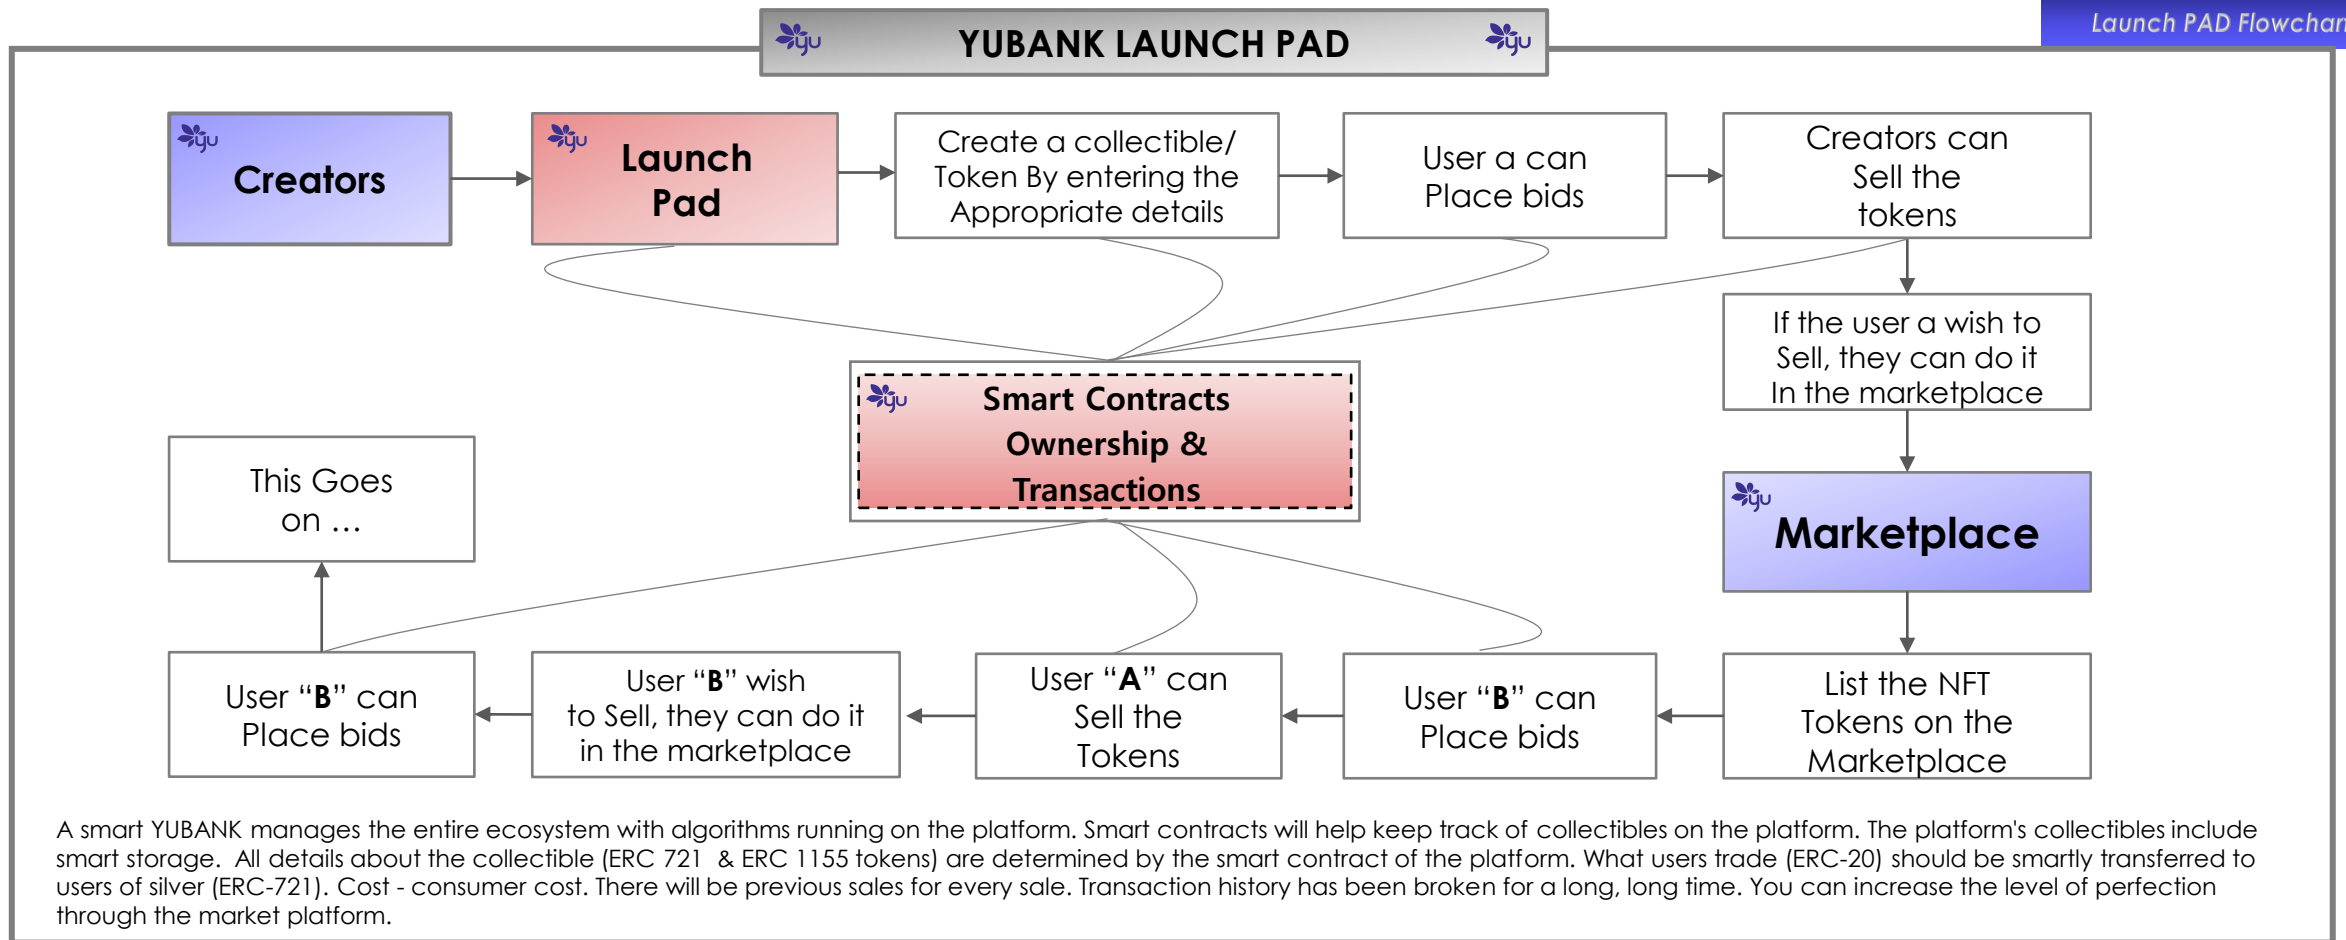 Launch PAD Flowchar
YUBANK LAUNCH PAD
yu
yu
yu
Creators
yu
Launch
Pad
Create a collectible/
Token By entering the
Appropriate details
User a can
Place bids
Creators can
Sell the
tokens
If the user a wish to
Sell, they can do it
In the marketplace
yu
Smart Contracts
Ownership &
Transactions
This Goes
on ...
yu
Marketplace
User “B” can
Place bids
User “B” wish
to Sell, they can do it
in the marketplace
User “A” can
Sell the
Tokens
User “B” can
Place bids
List the NFT
Tokens on the
Marketplace
A smart YUBANK manages the entire ecosystem with algorithms running on the platform. Smart contracts will help keep track of collectibles on the platform. The platform's collectibles include
smart storage.  All details about the collectible (ERC 721  & ERC 1155 tokens) are determined by the smart contract of the platform. What users trade (ERC-20) should be smartly transferred to
users of silver (ERC-721). Cost - consumer cost. There will be previous sales for every sale. Transaction history has been broken for a long, long time. You can increase the level of perfection
through the market platform.